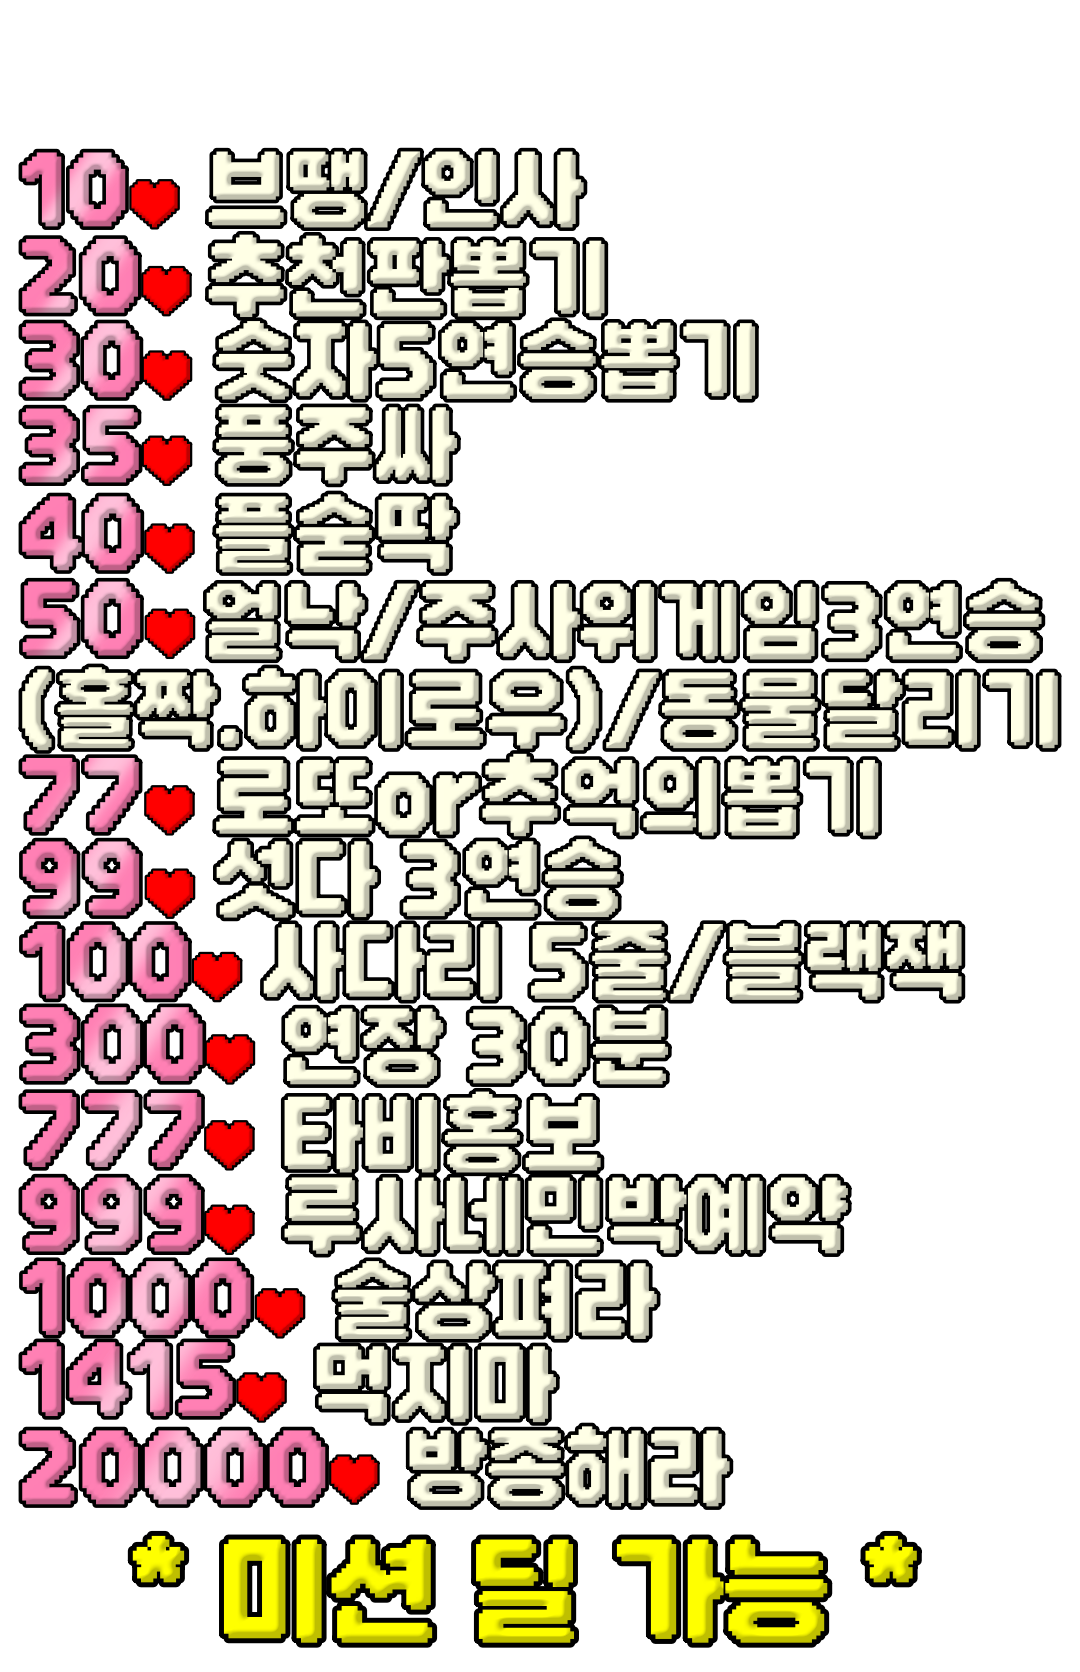 10♥ 브땡/인사
20♥ 추천판뽑기
30♥ 숫자5연승뽑기
35♥ 풍주싸
40♥ 플술딱
50♥ 얼낙/주사위게임3연승
(홀짝.하이로우)/동물달리기
77♥ 로또or추억의뽑기
99♥ 섯다 3연승
100♥ 사다리 5줄/블랙잭
300♥ 연장 30분
777♥ 타비홍보
999♥ 루사네민박예약
1000♥ 술상펴라
1415♥ 먹지마
20000♥ 방종해라
* 미션 딜 가능 *